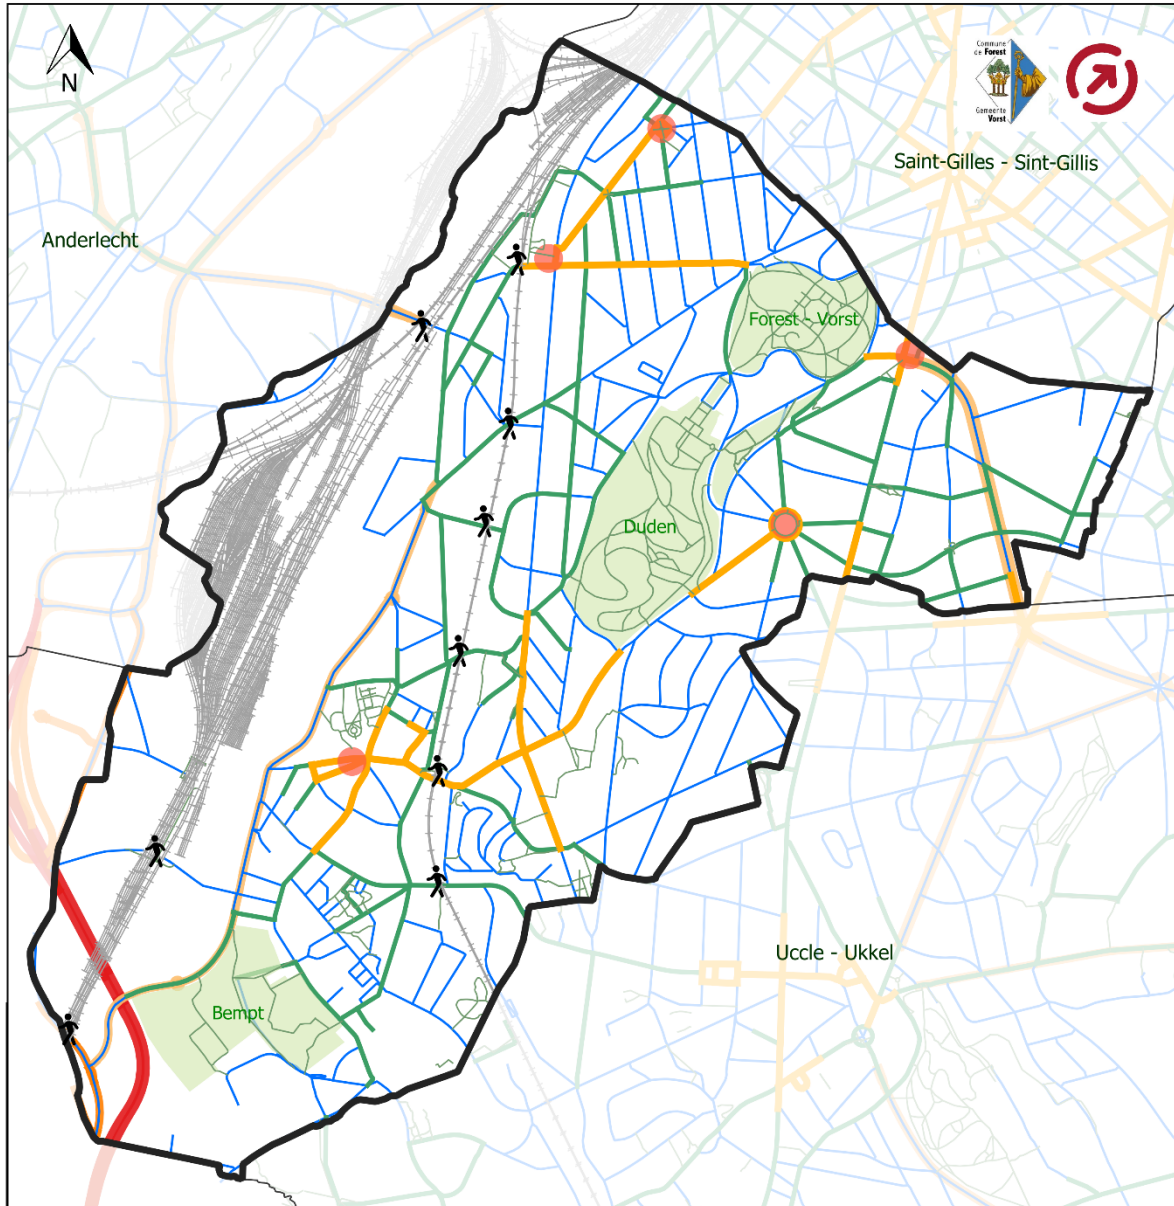 N
Commune
de Forest
Gemeente
Vorst
Saint-Gilles - Sint-Gillis
Anderlecht
Forest - Vorst
Duden
Uccle - Ukkel
Bempt